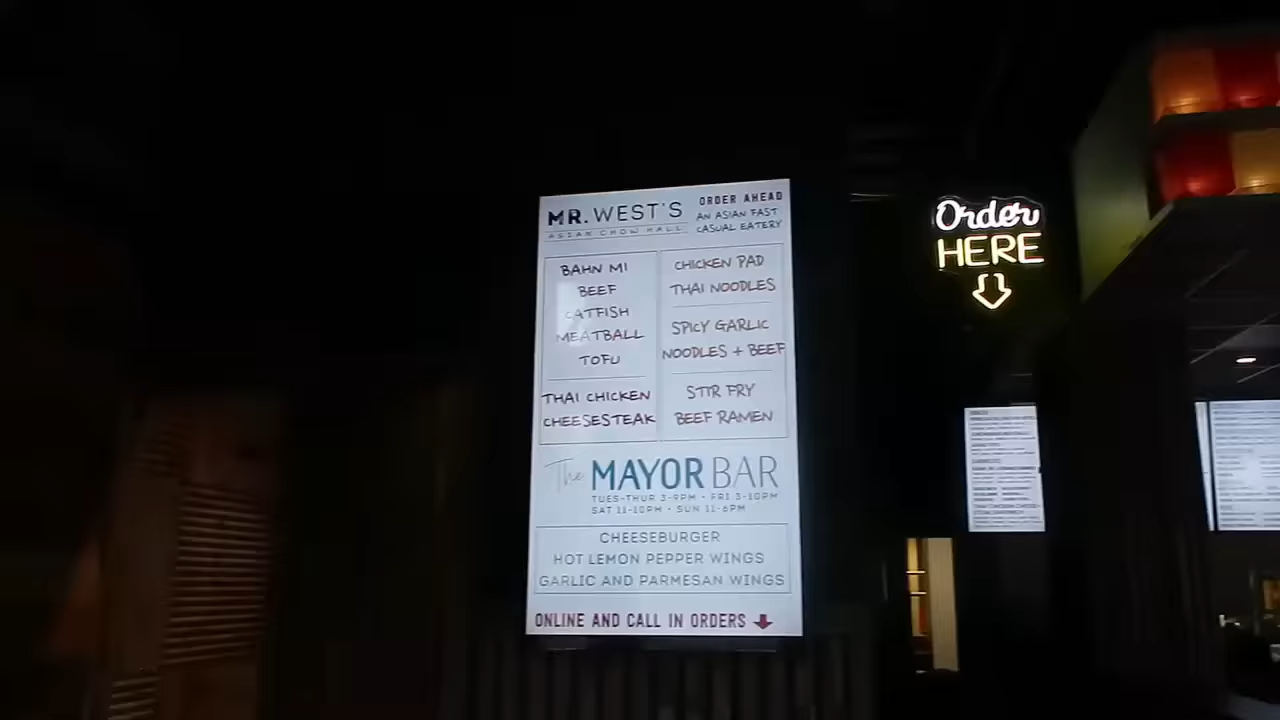 MR. WEST'S
ASIAN CHOW HALL
ORDER AHEAD
AN ASIAN FAST
CASUAL EATERY
BAHN MI
BEEF
CATFISH
MEATBALL
TOFU
THAI CHICKEN
CHEESESTEAK
CHICKEN PAD
THAI NOODLES
SPICY GARLIC
NOODLES + BEEF
STIR FRY
BEEF RAMEN
The MAYOR BAR
TUES-THUR 3-9PM • FRI 3-10PM
SAT 11-10PM • SUN 11-6PM
CHEESEBURGER
HOT LEMON PEPPER WINGS
GARLIC AND PARMESAN WINGS
ONLINE AND CALL IN ORDERS
Order
HERE